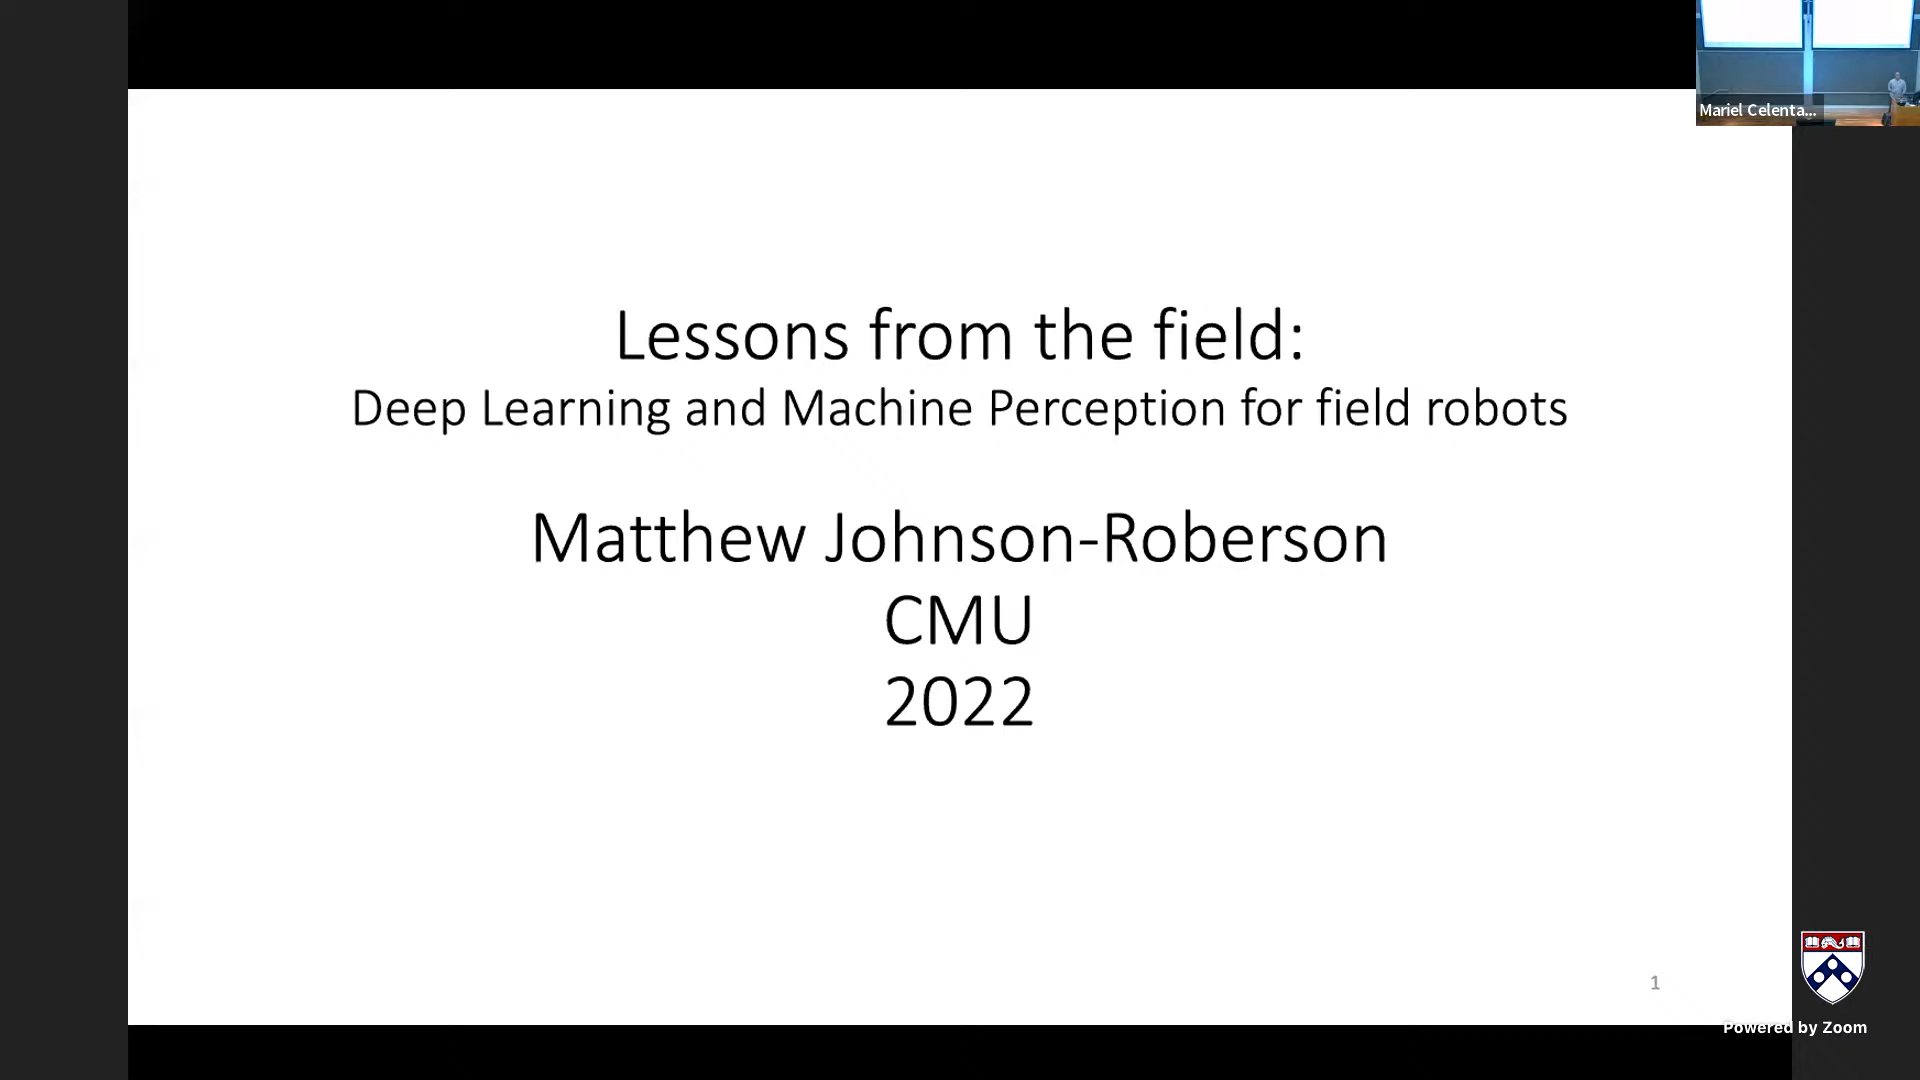 Mariel Celenta...
Lessons from the field:
Deep Learning and Machine Perception for field robots
Matthew Johnson-Roberson
CMU
2022
1
Powered by Zoom